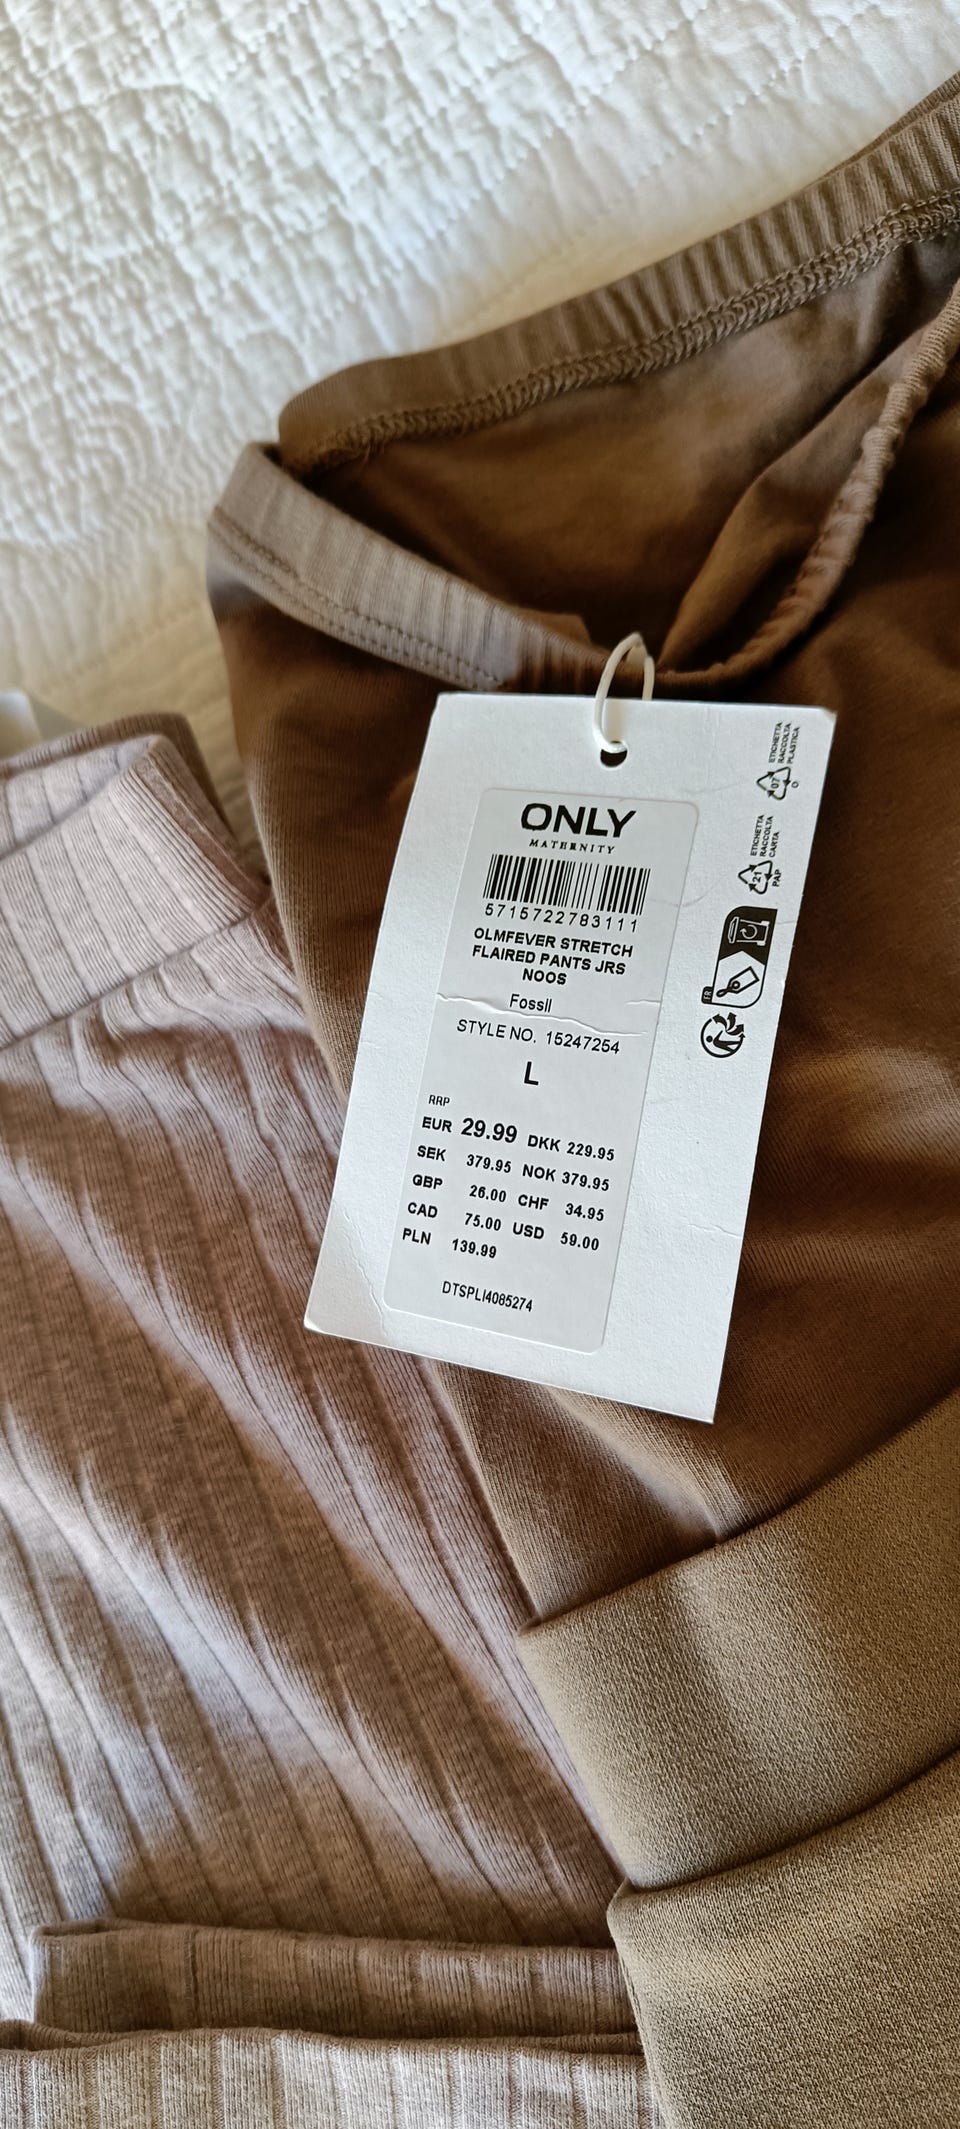 ONLY
MATERNITY
5715722783111
OLMFEVER STRETCH
FLAIRED PANTS JRS
NOOS
Fossil
STYLE NO. 15247254
L
RRP
EUR 29.99 DKK 229.95
SEK 379.95 NOK 379.95
GBP 26.00 CHF 34.95
CAD 75.00 USD 59.00
PLN 139.99
DTSPLI4085274
ETICHETTA
RACCOLTA
PLASTICA
07
O
ETICHETTA
RACCOLTA
CARTA
21
PAP
FR